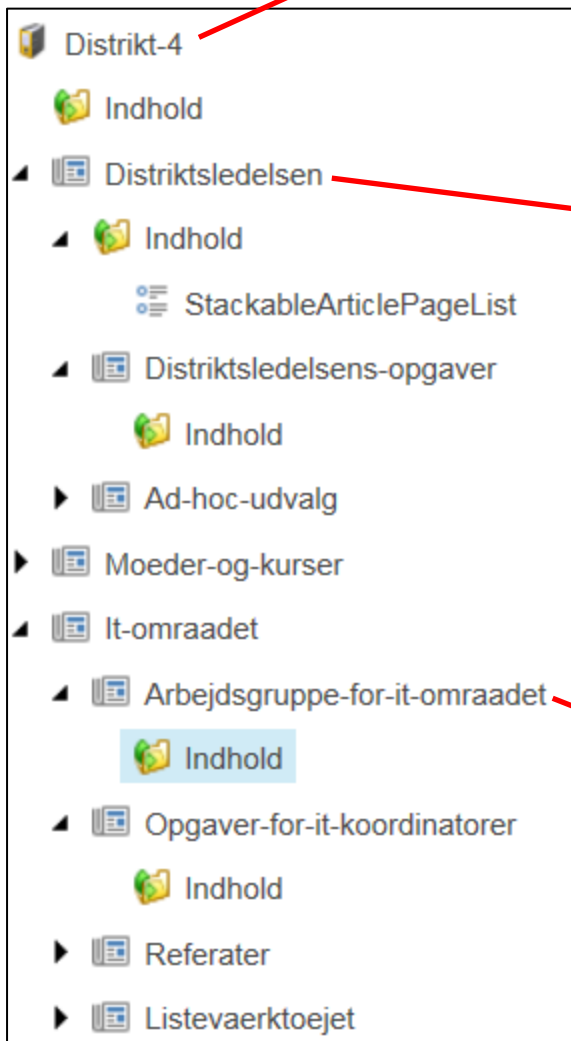 Distrikt-4
Indhold
Distriktsledelsen
Indhold
StackableArticlePageList
Distriktsledelsens-opgaver
Indhold
Ad-hoc-udvalg
Moeder-og-kurser
It-omraadet
Arbejdsgruppe-for-it-omraadet
Indhold
Opgaver-for-it-koordinatorer
Indhold
Referater
Listevaerktoejet